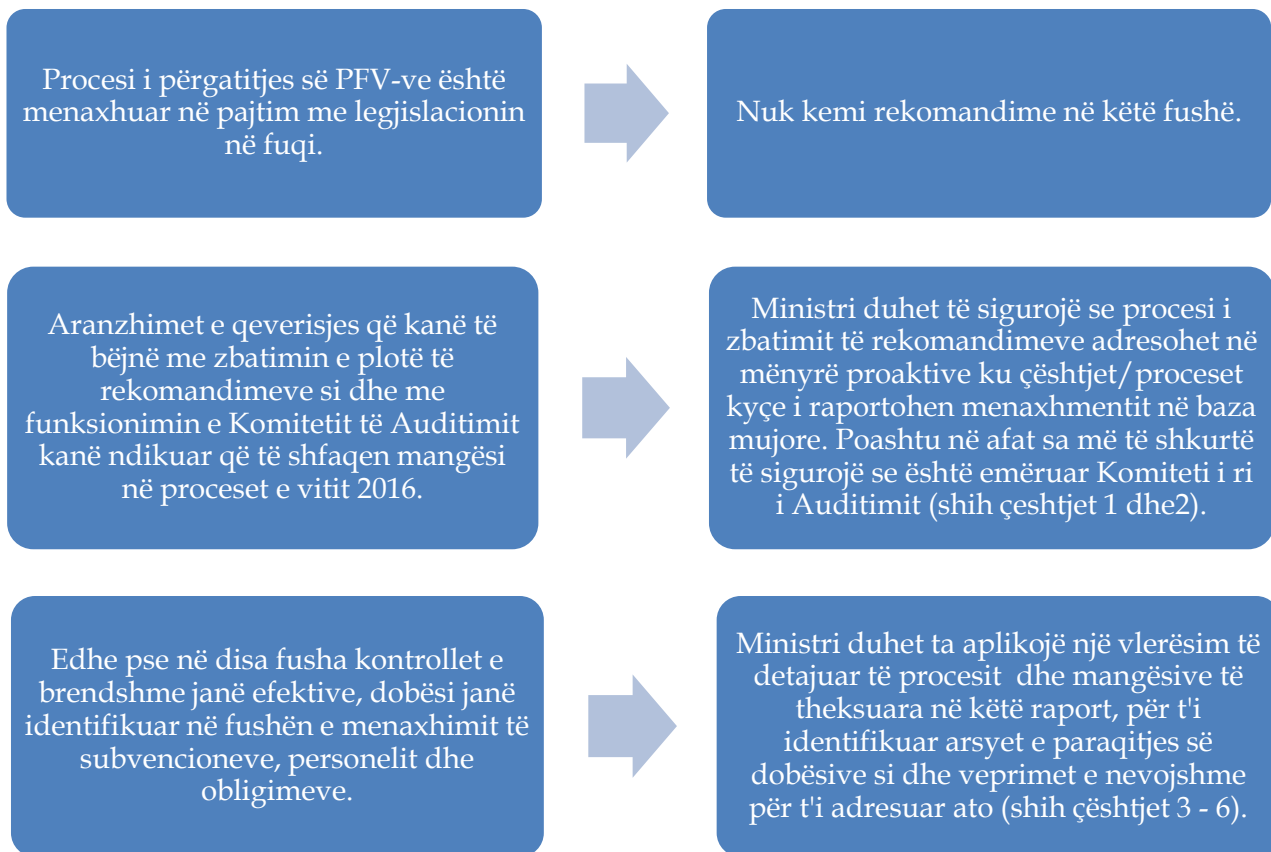 Procesi i përgatitjes së PFV-ve është
menaxhuar në pajtim me legjislacionin
në fuqi.
Nuk kemi rekomandime në këtë fushë.
Aranzhimet e qeverisjes që kanë të
bëjnë me zbatimin e plotë të
rekomandimeve si dhe me
funksionimin e Komitetit të Auditimit
kanë ndikuar që të shfaqen mangësi
në proceset e vitit 2016.
Ministri duhet të sigurojë se procesi i
zbatimit të rekomandimeve adresohet në
mënyrë proaktive ku çështjet/proceset
kyçe i raportohen menaxhmentit në baza
mujore. Poashtu në afat sa më të shkurtë
të sigurojë se është emëruar Komiteti i ri
i Auditimit (shih çeshtjet 1 dhe2).
Edhe pse në disa fusha kontrollet e
brendshme janë efektive, dobësi janë
identifikuar në fushën e menaxhimit të
subvencioneve, personelit dhe
obligimeve.
Ministri duhet ta aplikojë një vlerësim të
detajuar të procesit dhe mangësive të
theksuara në këtë raport, për t'i
identifikuar arsyet e paraqitjes së
dobësive si dhe veprimet e nevojshme
për t'i adresuar ato (shih çështjet 3 - 6).